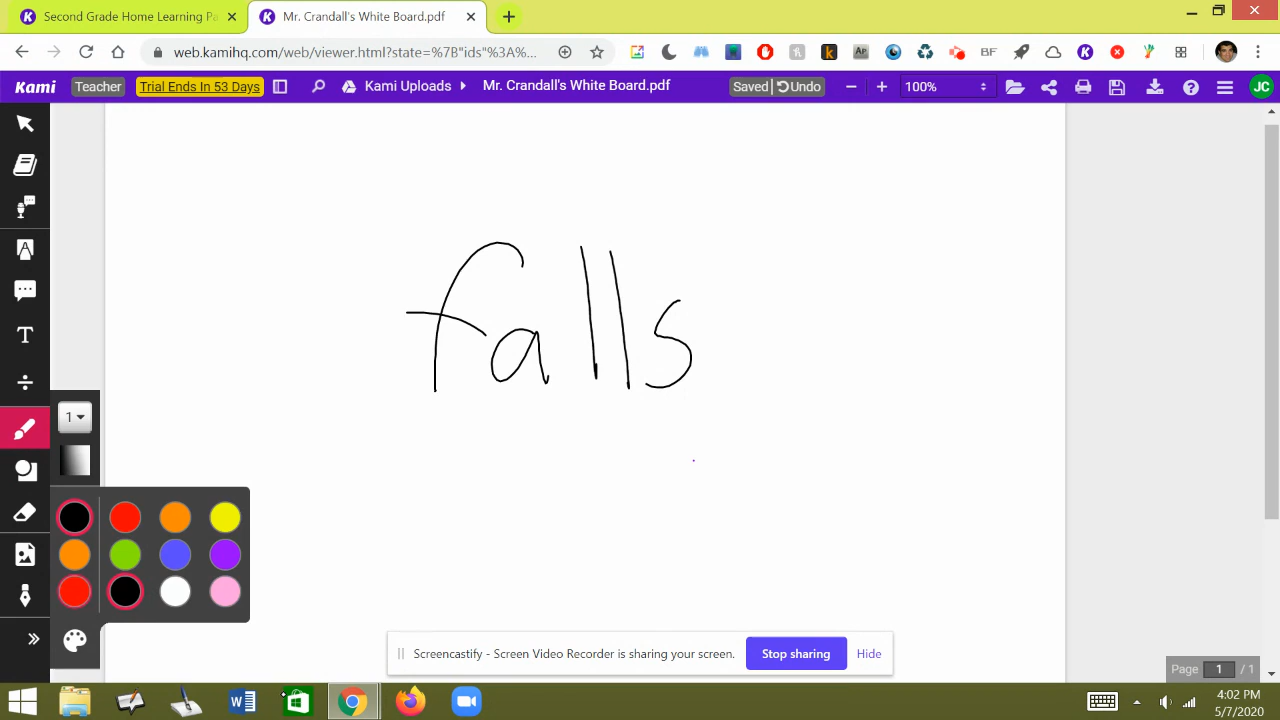 Second Grade Home Learning Pa
Mr. Crandall's White Board.pdf
web.kamihq.com/web/viewer.html?state=%7B"ids"%3A%...
BF
Kami
Teacher
Trial Ends In 53 Days
Kami Uploads
Mr. Crandall's White Board.pdf
Saved | Undo
100%
JC
falls
1
Screencastify - Screen Video Recorder is sharing your screen.
Stop sharing
Hide
Page 1 / 1
4:02 PM
5/7/2020